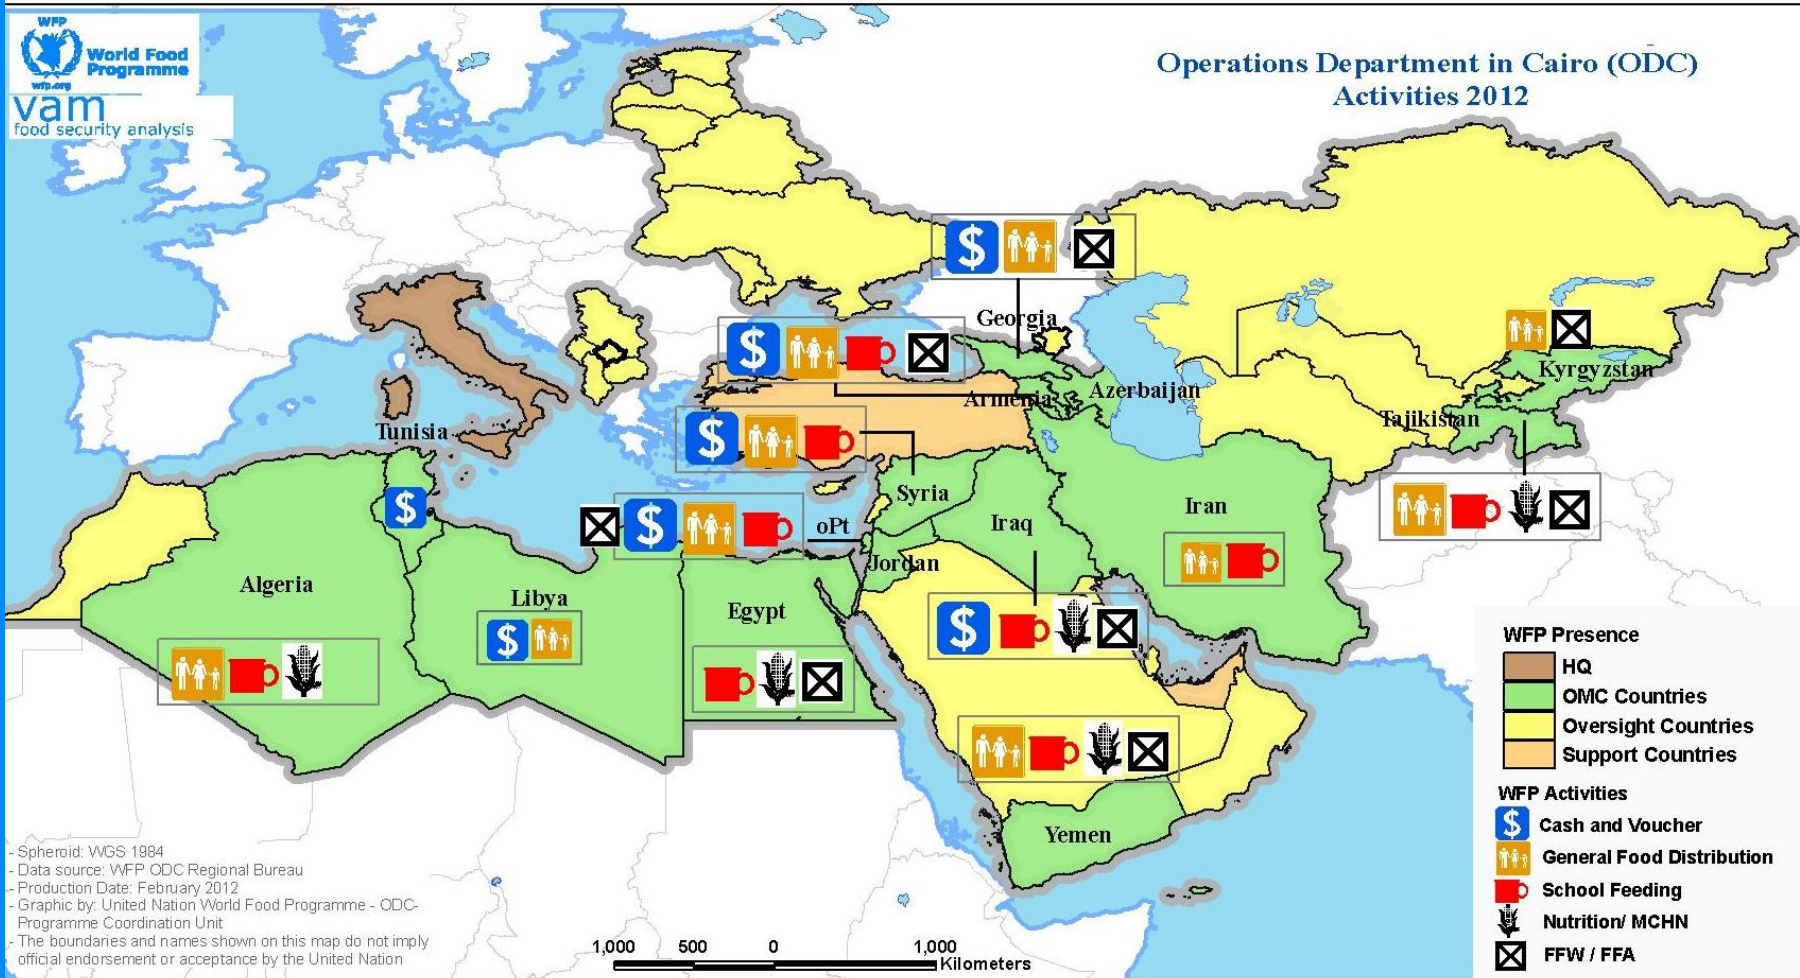 WFP
World Food
Programme
wfp.org
vam
food security analysis
Operations Department in Cairo (ODC)
Activities 2012
Georgia
Armenia
Azerbaijan
Kyrgyzstan
Tajikistan
Tunisia
Syria
Iraq
Iran
oPt
Jordan
Algeria
Libya
Egypt
Yemen
WFP Presence
HQ
OMC Countries
Oversight Countries
Support Countries
WFP Activities
$ Cash and Voucher
General Food Distribution
School Feeding
Nutrition/ MCHN
FFW / FFA
- Spheroid: WGS 1984
- Data source: WFP ODC Regional Bureau
- Production Date: February 2012
- Graphic by: United Nation World Food Programme - ODC-
Programme Coordination Unit
- The boundaries and names shown on this map do not imply
official endorsement or acceptance by the United Nation
1,000 500 0 1,000
Kilometers